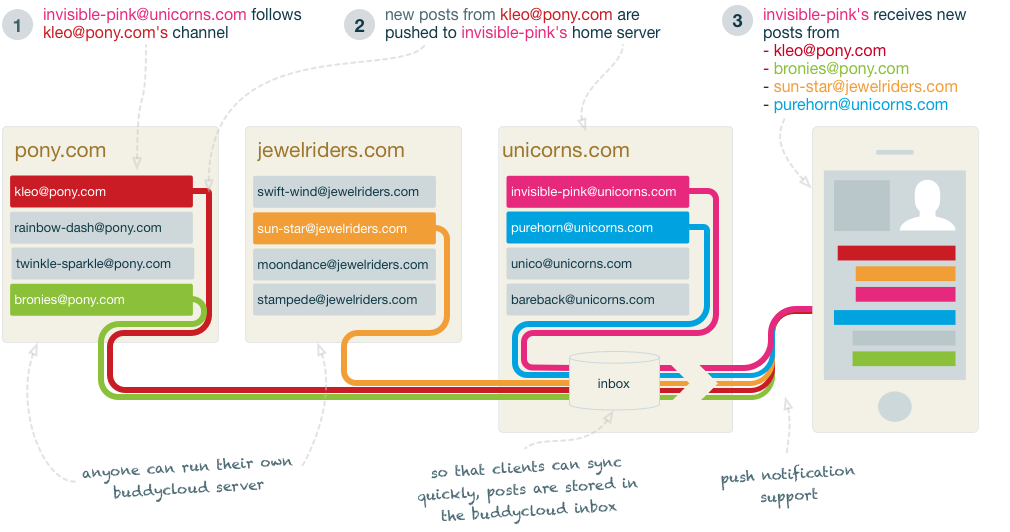 1
invisible-pink@unicorns.com follows
kleo@pony.com's channel
2
new posts from kleo@pony.com are
pushed to invisible-pink's home server
3
invisible-pink's receives new
posts from
- kleo@pony.com
- bronies@pony.com
- sun-star@jewelriders.com
- purehorn@unicorns.com
pony.com
kleo@pony.com
rainbow-dash@pony.com
twinkle-sparkle@pony.com
bronies@pony.com
jewelriders.com
swift-wind@jewelriders.com
sun-star@jewelriders.com
moondance@jewelriders.com
stampede@jewelriders.com
unicorns.com
invisible-pink@unicorns.com
purehorn@unicorns.com
unico@unicorns.com
bareback@unicorns.com
inbox
anyone can run their own
buddycloud server
so that clients can sync
quickly, posts are stored in
the buddycloud inbox
push notification
support